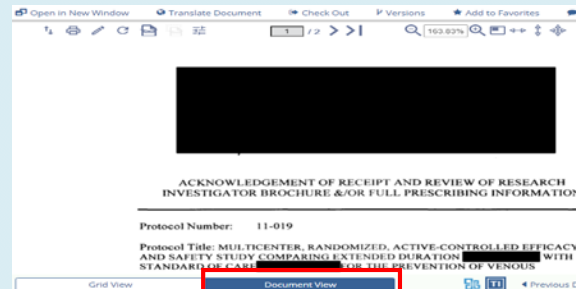 Open in New Window Translate Document Check Out Versions Add to Favorites
1 / 2 163.83%
ACKNOWLEDGEMENT OF RECEIPT AND REVIEW OF RESEARCH
INVESTIGATOR BROCHURE &/OR FULL PRESCRIBING INFORMATION
Protocol Number: 11-019
Protocol Title: MULTICENTER, RANDOMIZED, ACTIVE-CONTROLLED EFFICACY
AND SAFETY STUDY COMPARING EXTENDED DURATION WITH
STANDARD OF CARE FOR THE PREVENTION OF VENOUS
Grid View Document View TI Previous D